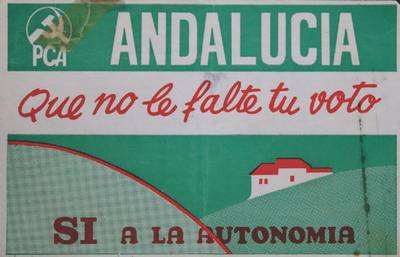 PCA
ANDALUCIA
Que no le falte tu voto
SI A LA AUTONOMIA